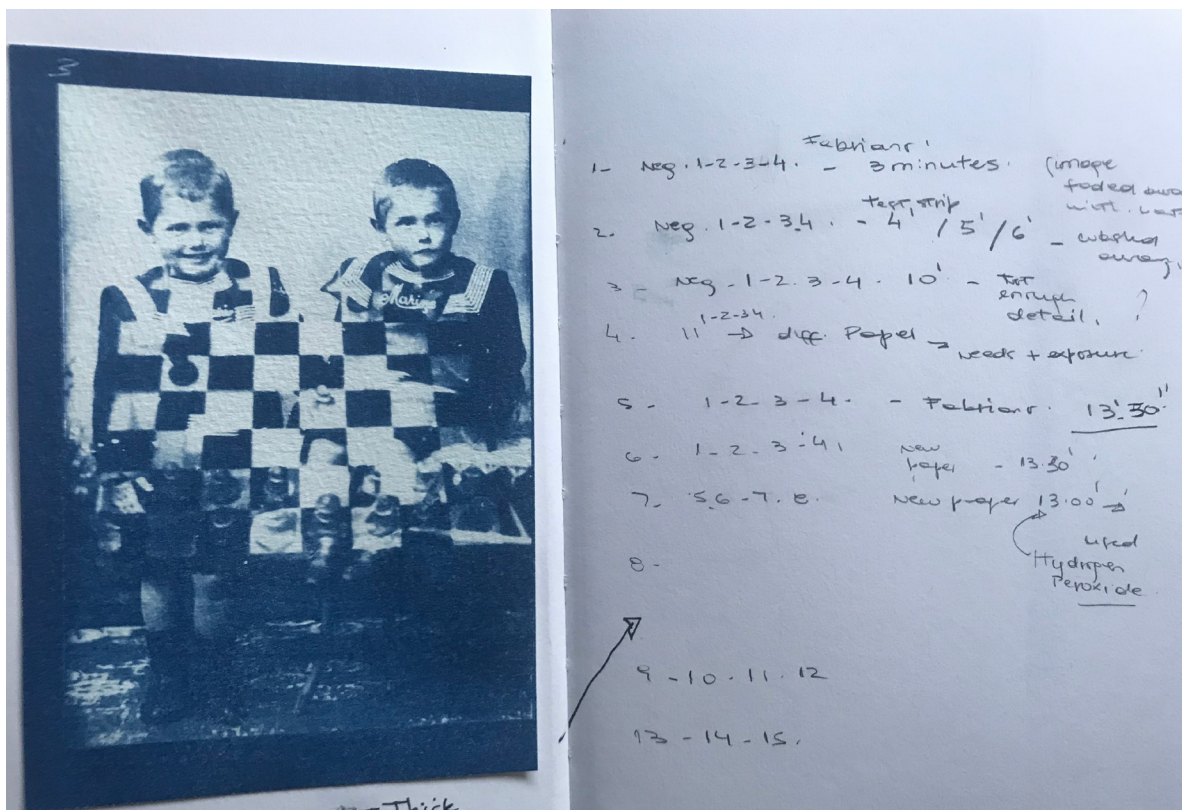 3
Marine
Thick
Fabriano
1- Neg. 1-2-3-4. - 3 minutes. (image
faded
with.
test strip
2- Neg. 1-2-3.4. - 4' / 5' / 6' - washed
away.
3- Neg. 1-2.3-4. 10' - not
enough
detail.
1-2-3 4.
4. 11 → diff. Paper → needs + exposure
5- 1-2-3-4. - Fabriano. 13'.30''
6- 1-2-3-4. new
paper - 13.30'
7- 5.6-7.8. New paper 13.00' →
used
Hydrogen
Peroxide
8-
9-10-11.12
13-14-15.